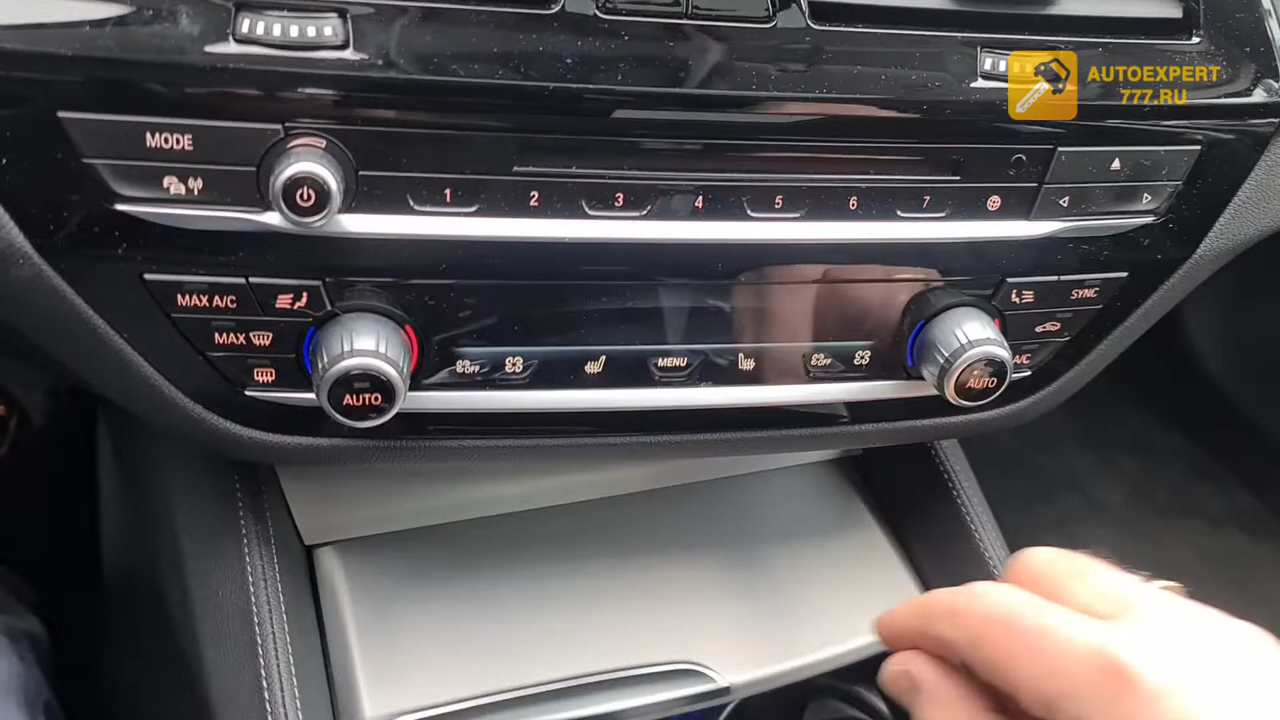 AUTOEXPERT
777.RU
MODE
1 2 3 4 5 6 7
MAX A/C
SYNC
MAX
OFF
MENU
OFF
A/C
AUTO
AUTO